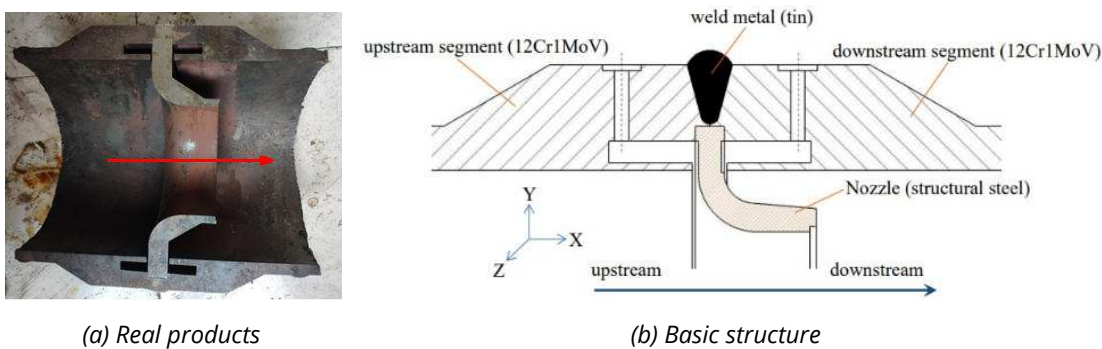 weld metal (tin)
upstream segment (12Cr1MoV)
downstream segment (12Cr1MoV)
Nozzle (structural steel)
Y
X
Z
upstream
downstream
(a) Real products
(b) Basic structure